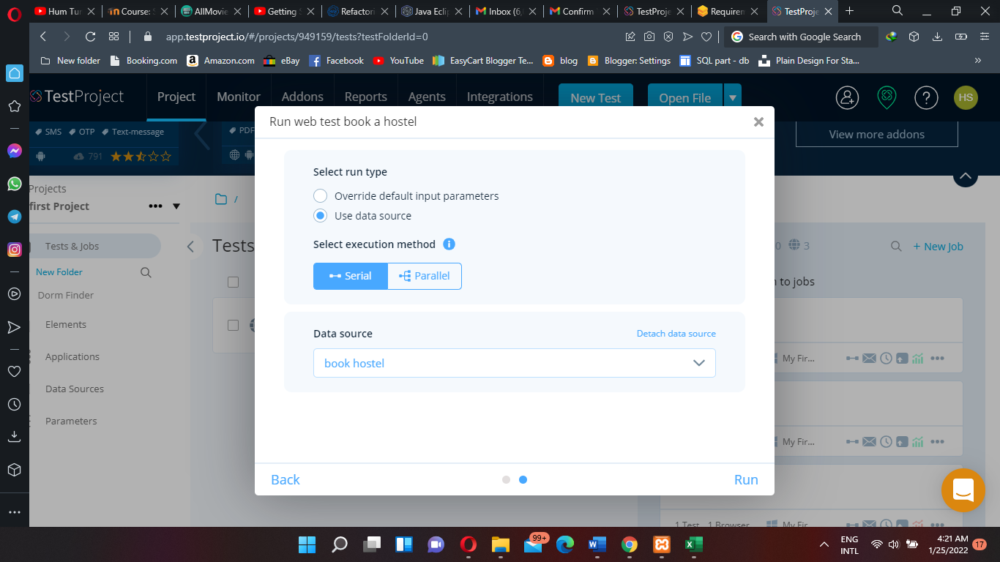 Hum Tu
Course:
AllMovie
Getting
Refactori
Java Ecli
Inbox (6,
Confirm
TestProje
Requirem
TestProje
app.testproject.io/#/projects/949159/tests?testFolderId=0
Search with Google Search
New folder
Booking.com
Amazon.com
eBay
Facebook
YouTube
EasyCart Blogger Te...
blog
Blogger: Settings
SQL part - db
Plain Design For Sta...
TestProject
Project
Monitor
Addons
Reports
Agents
Integrations
New Test
Open File
HS
SMS
OTP
Text-message
PDF
791
View more addons
Run web test book a hostel
Select run type
Override default input parameters
Use data source
Select execution method
Serial
Parallel
Data source
Detach data source
book hostel
Back
Run
Projects
first Project
/
Tests & Jobs
Tests
0
3
+ New Job
New Folder
Dorm Finder
Elements
Applications
Data Sources
Parameters
to jobs
My Fir...
My Fir...
1 Test
1 Browser
My Fir
99+
ENG
INTL
4:21 AM
1/25/2022
17